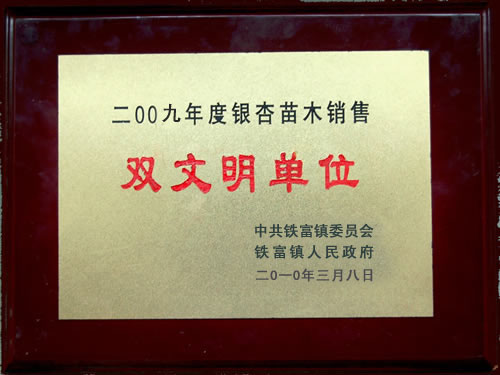 二00九年度银杏苗木销售
双文明单位
中共铁富镇委员会
铁富镇人民政府
二0一0年三月八日